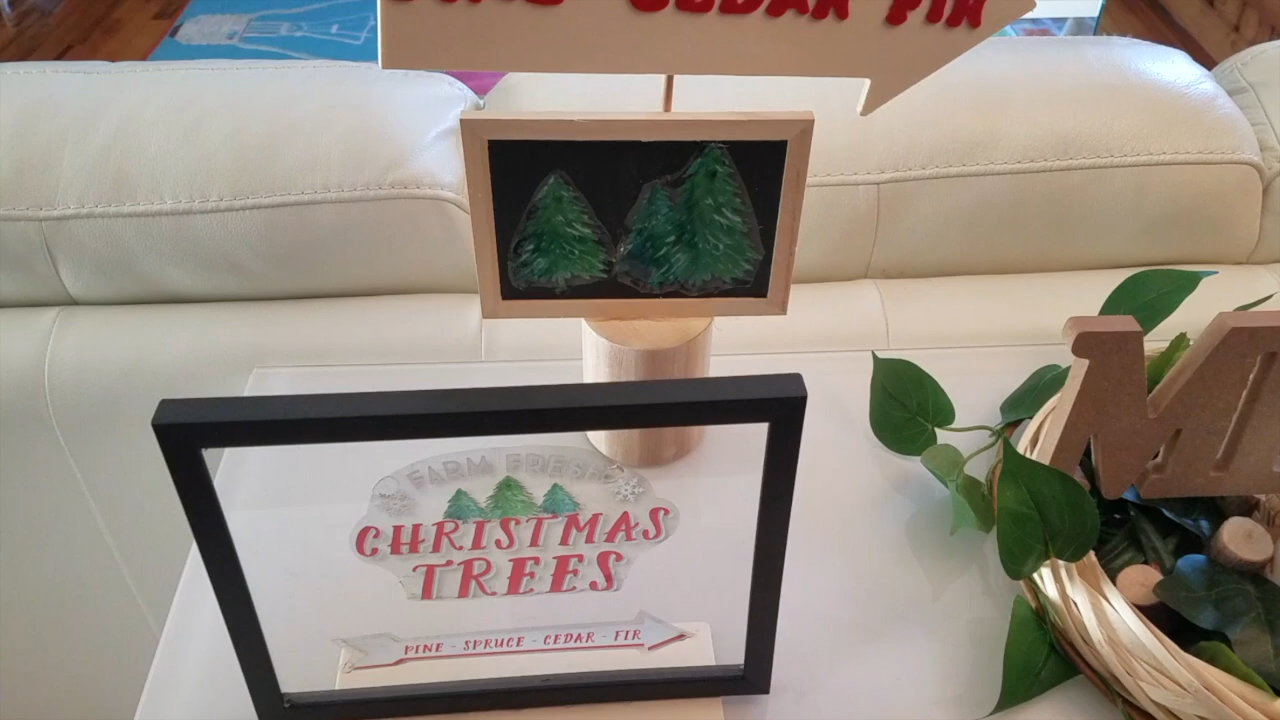 CEDAR FIR
FARM FRESH
CHRISTMAS
TREES
PINE - SPRUCE - CEDAR - FIR